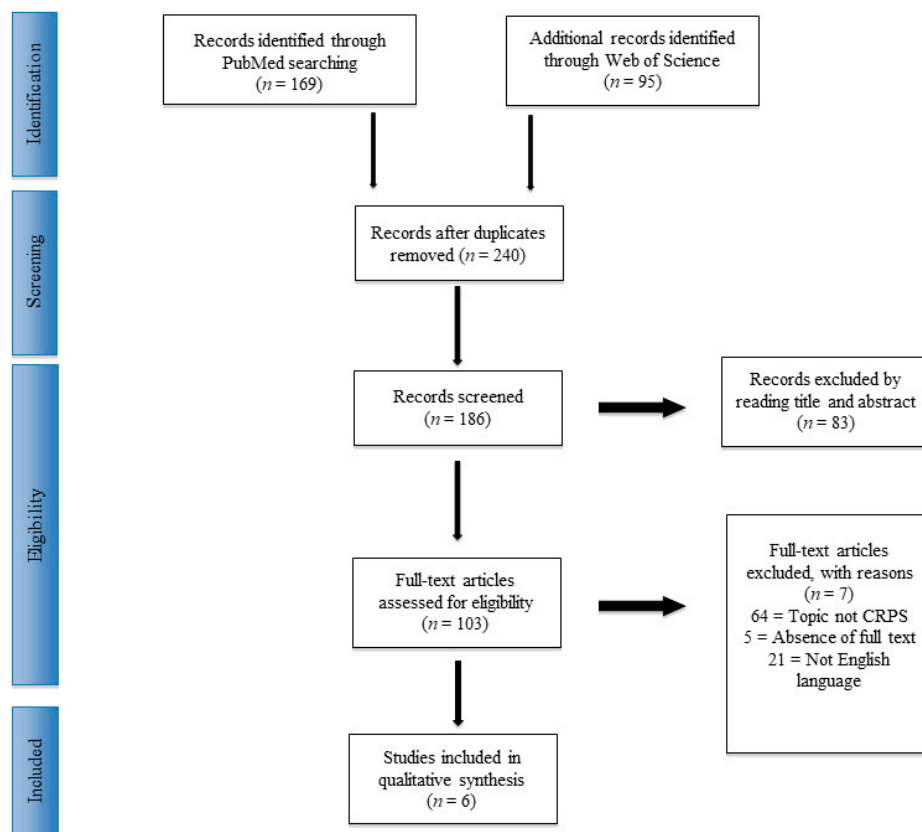 Identification
Records identified through
PubMed searching
(n = 169)
Additional records identified
through Web of Science
(n = 95)
Screening
Records after duplicates
removed (n = 240)
Eligibility
Records screened
(n = 186)
Records excluded by
reading title and abstract
(n = 83)
Full-text articles
assessed for eligibility
(n = 103)
Full-text articles
excluded, with reasons
(n = 7)
64 = Topic not CRPS
5 = Absence of full text
21 = Not English
language
Included
Studies included in
qualitative synthesis
(n = 6)